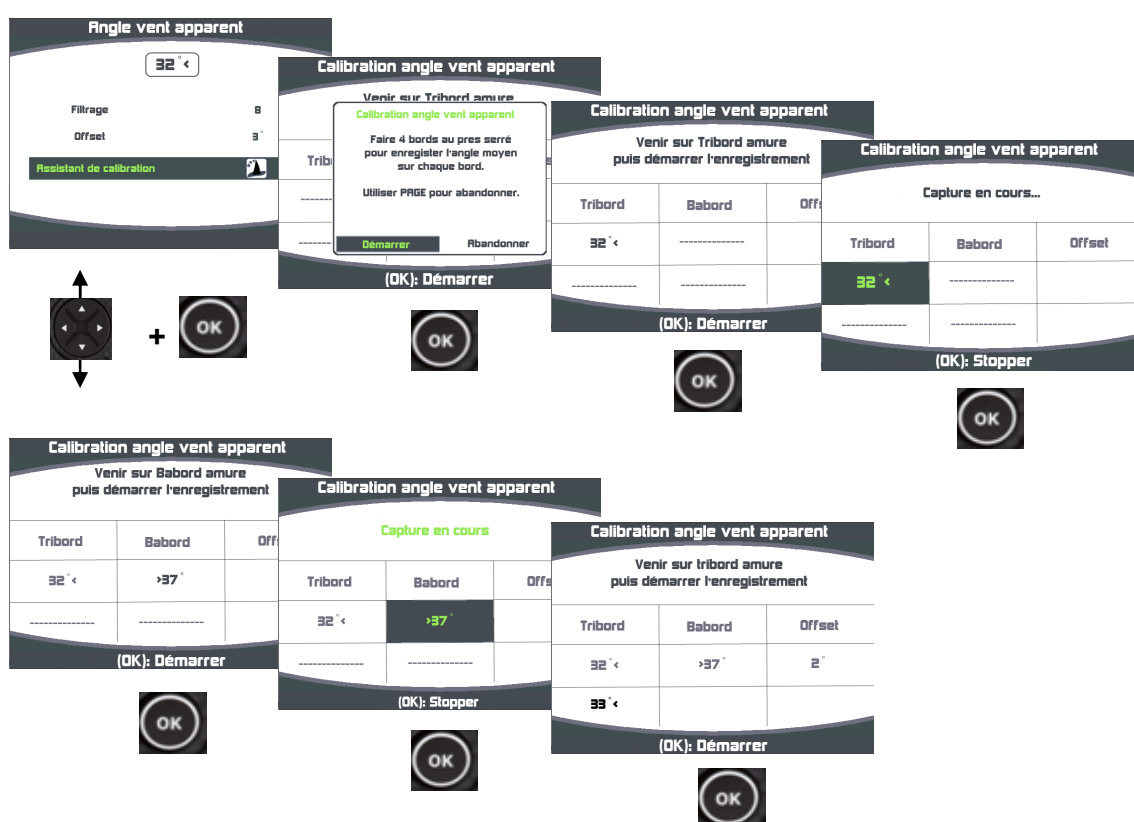 Angle vent apparent
32°<
Filtrage 8
Offset 3°
Assistant de calibration
+
OK
Calibration angle vent apparent
Venir sur Tribord amure
Calibration angle vent apparent
Faire 4 bords au pres serré
pour enregister l'angle moyen
sur chaque bord.
Utiliser PAGE pour abandonner.
Démarrer Abandonner
Trib
-------
-------
(OK): Démarrer
OK
Calibration angle vent apparent
Venir sur Tribord amure
puis démarrer l'enregistrement
Tribord Babord Off
32°< --------------
-------------- --------------
(OK): Démarrer
OK
Calibration angle vent apparent
Capture en cours...
Tribord Babord Offset
32°< --------------
-------------- --------------
(OK): Stopper
OK
Calibration angle vent apparent
Venir sur Babord amure
puis démarrer l'enregistrement
Tribord Babord Off
32°< >37°
-------------- --------------
(OK): Démarrer
OK
Calibration angle vent apparent
Capture en cours
Tribord Babord Offs
32°< >37°
-------------- --------------
(OK): Stopper
OK
Calibration angle vent apparent
Venir sur tribord amure
puis démarrer l'enregistrement
Tribord Babord Offset
32°< >37° 2°
33°<
(OK): Démarrer
OK